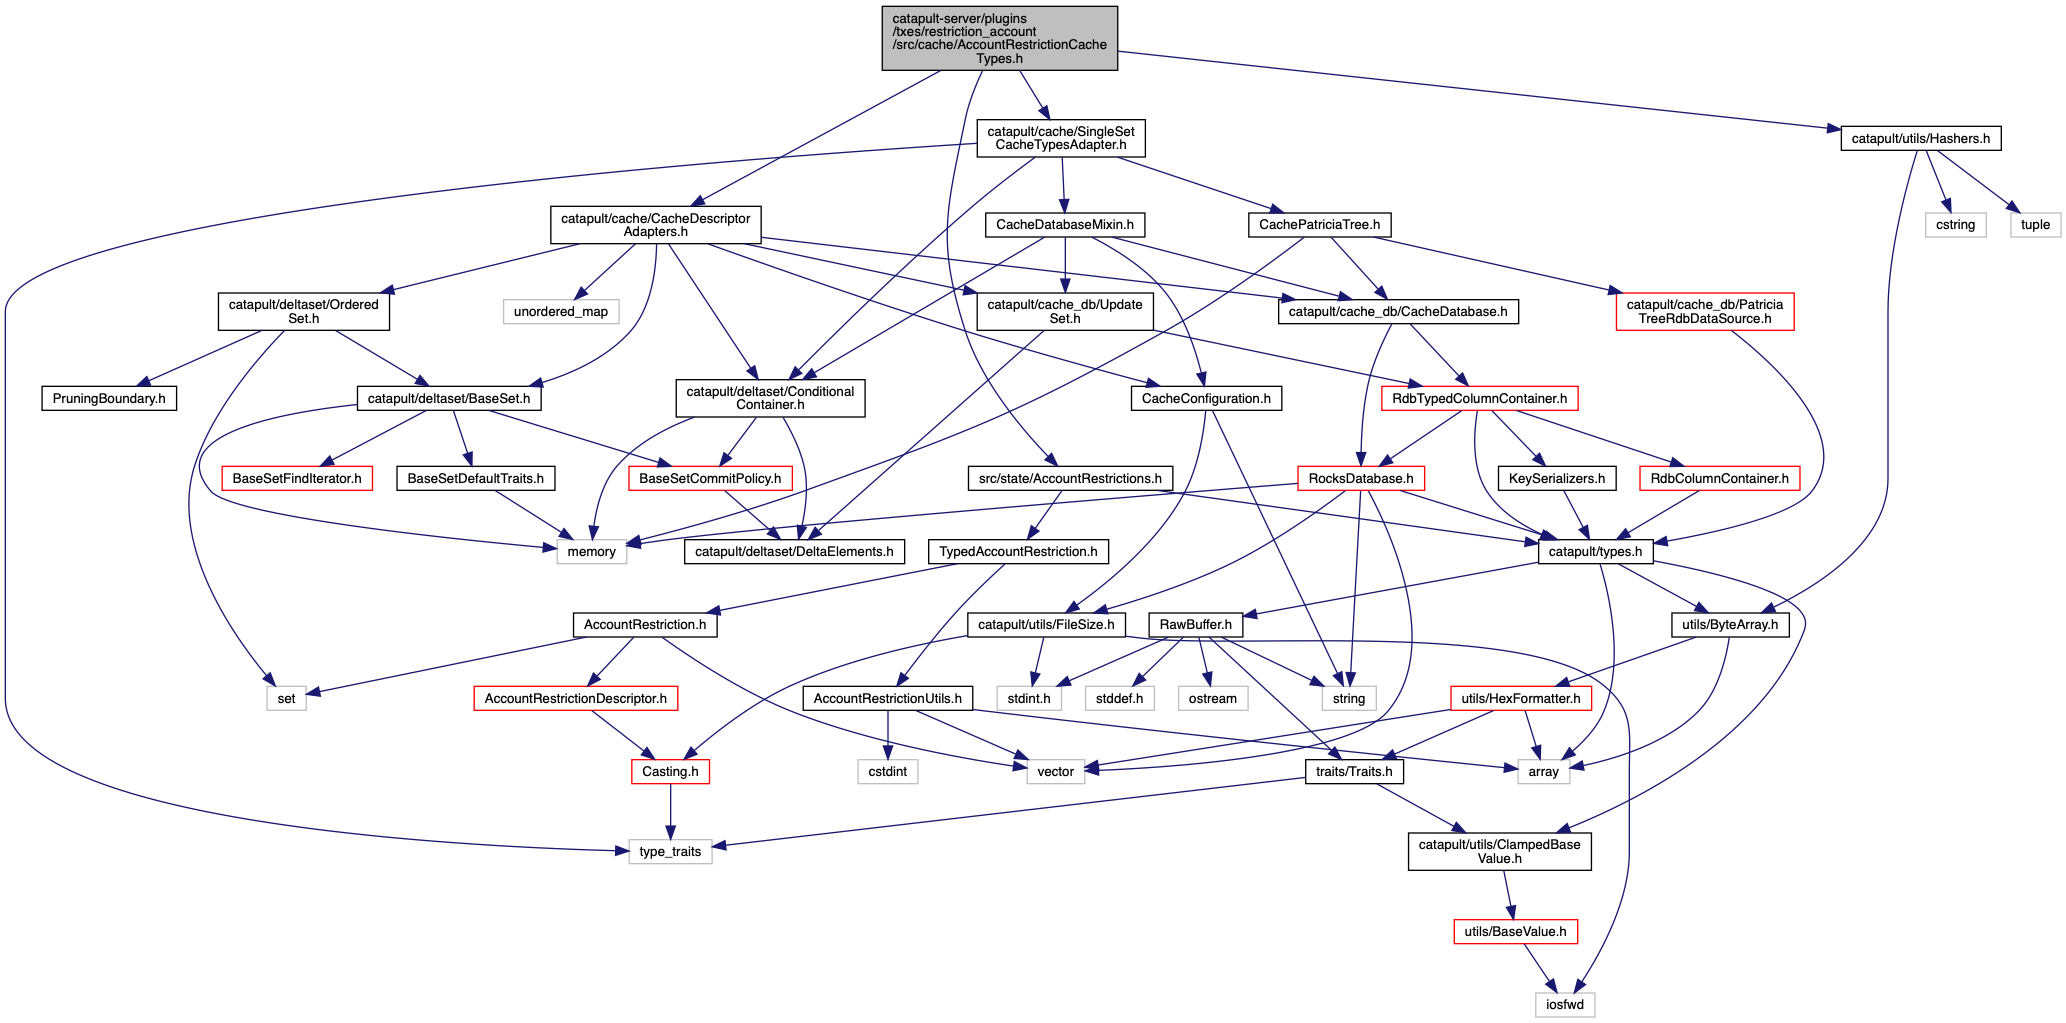 catapult-server/plugins
/txes/restriction_account
/src/cache/AccountRestrictionCache
Types.h
catapult/cache/SingleSet
CacheTypesAdapter.h
catapult/utils/Hashers.h
catapult/cache/CacheDescriptor
Adapters.h
CacheDatabaseMixin.h
CachePatriciaTree.h
cstring
tuple
catapult/deltaset/Ordered
Set.h
unordered_map
catapult/cache_db/Update
Set.h
catapult/cache_db/CacheDatabase.h
catapult/cache_db/Patricia
TreeRdbDataSource.h
PruningBoundary.h
catapult/deltaset/BaseSet.h
catapult/deltaset/Conditional
Container.h
CacheConfiguration.h
RdbTypedColumnContainer.h
BaseSetFindIterator.h
BaseSetDefaultTraits.h
BaseSetCommitPolicy.h
src/state/AccountRestrictions.h
RocksDatabase.h
KeySerializers.h
RdbColumnContainer.h
memory
catapult/deltaset/DeltaElements.h
TypedAccountRestriction.h
catapult/types.h
AccountRestriction.h
catapult/utils/FileSize.h
RawBuffer.h
utils/ByteArray.h
set
AccountRestrictionDescriptor.h
AccountRestrictionUtils.h
stdint.h
stddef.h
ostream
string
utils/HexFormatter.h
Casting.h
cstdint
vector
traits/Traits.h
array
type_traits
catapult/utils/ClampedBase
Value.h
utils/BaseValue.h
iosfwd